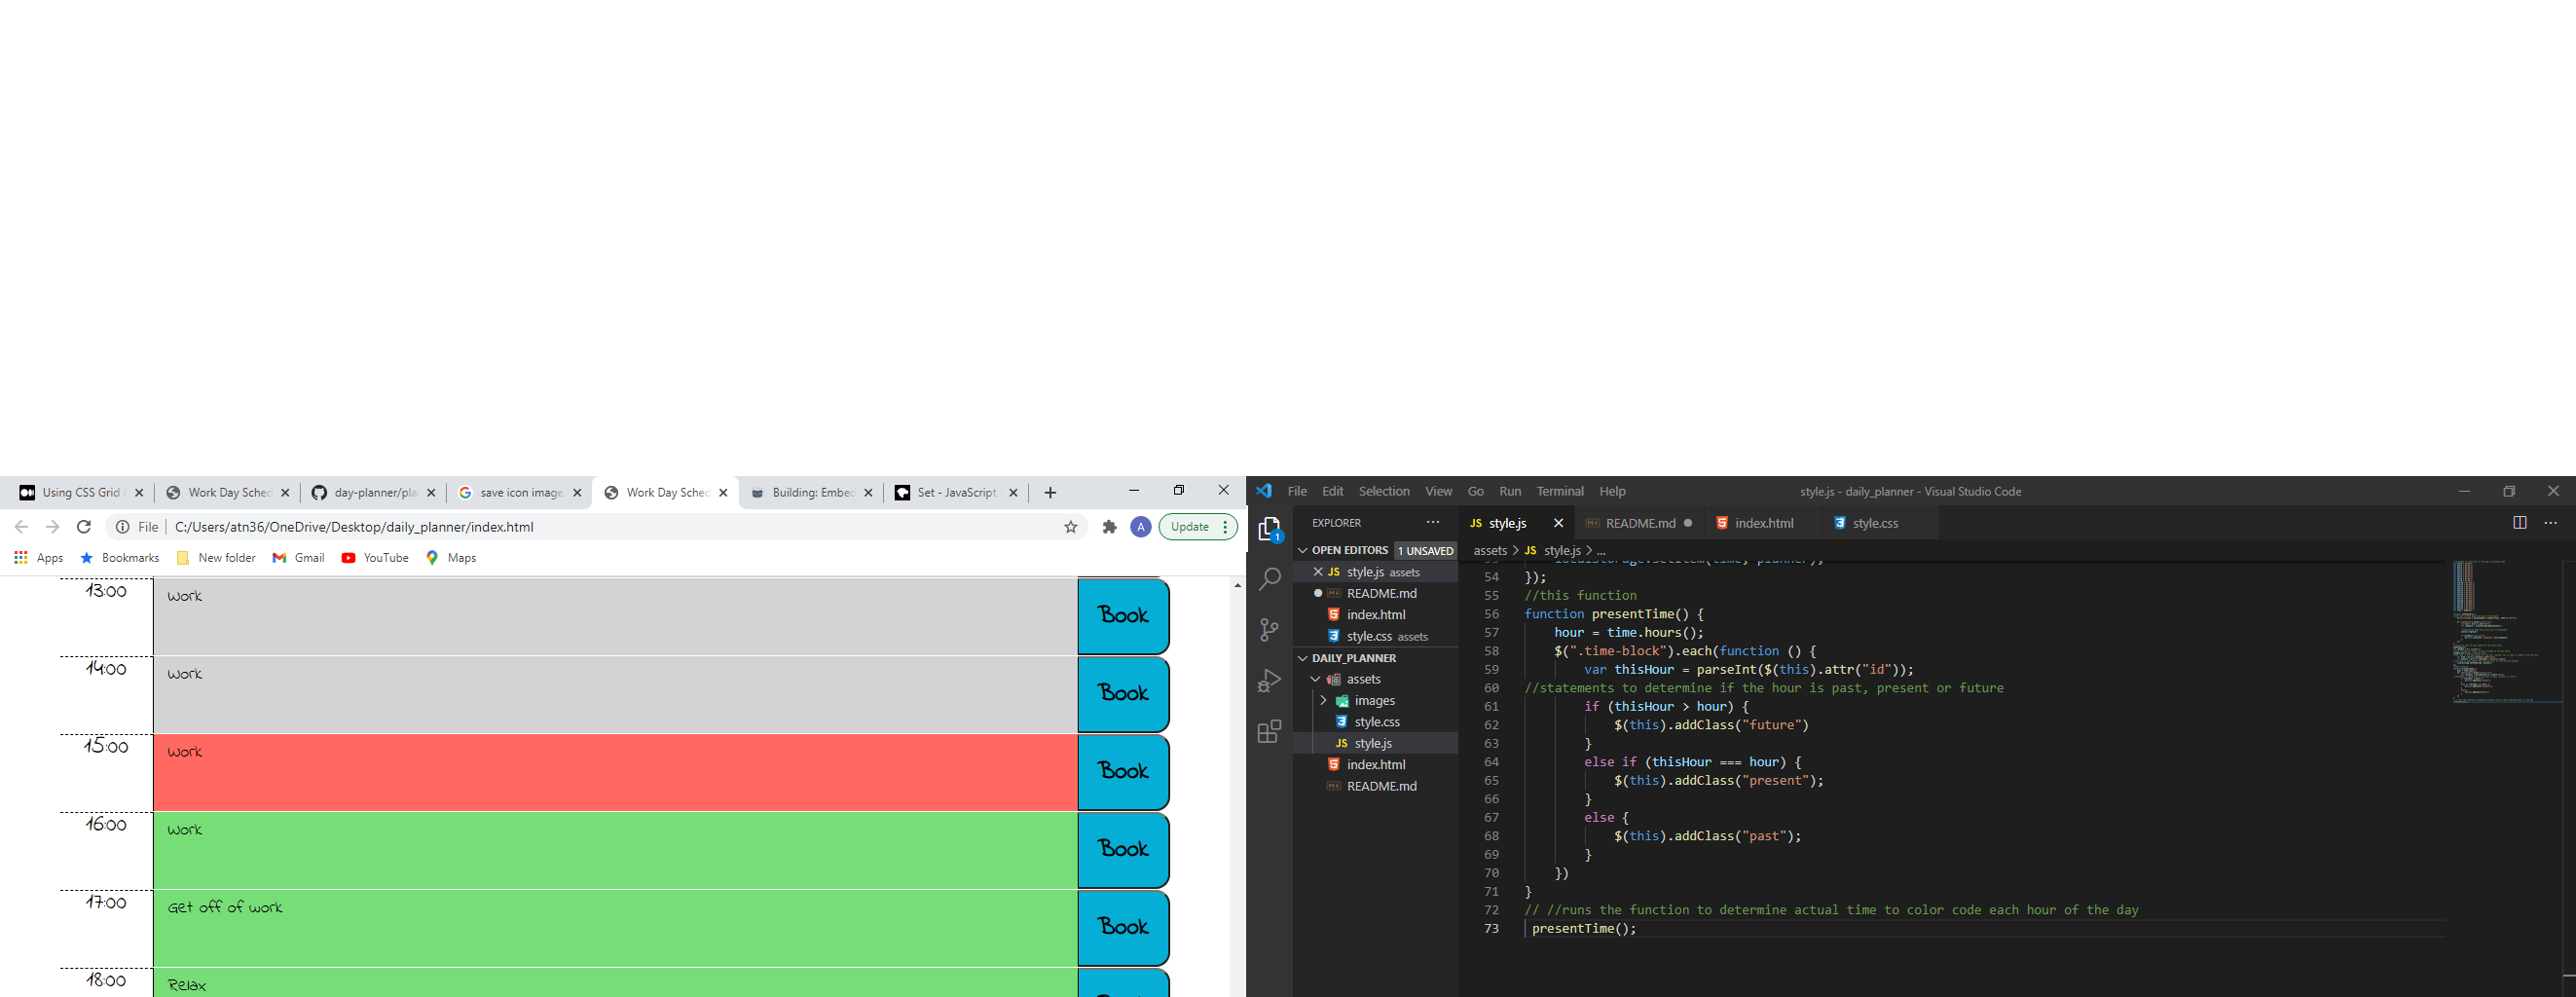 Using CSS Grid
Work Day Sched
day-planner/pla
save icon image
Work Day Sched
Building: Embed
Set - JavaScript
File
C:/Users/atn36/OneDrive/Desktop/daily_planner/index.html
A
Update
Apps
Bookmarks
New folder
Gmail
YouTube
Maps
13:00
Work
Book
14:00
Work
Book
15:00
Work
Book
16:00
Work
Book
17:00
Get off of work
Book
18:00
Relax
File Edit Selection View Go Run Terminal Help
style.js - daily_planner - Visual Studio Code
1
EXPLORER
OPEN EDITORS 1 UNSAVED
JS style.js assets
README.md
index.html
style.css assets
DAILY_PLANNER
assets
images
style.css
JS style.js
index.html
README.md
JS style.js
README.md
index.html
style.css
assets > JS style.js > ...
54 });
55 //this function
56 function presentTime() {
57 hour = time.hours();
58 $(".time-block").each(function () {
59 var thisHour = parseInt($(this).attr("id"));
60 //statements to determine if the hour is past, present or future
61 if (thisHour > hour) {
62 $(this).addClass("future")
63 }
64 else if (thisHour === hour) {
65 $(this).addClass("present");
66 }
67 else {
68 $(this).addClass("past");
69 }
70 })
71 }
72 // //runs the function to determine actual time to color code each hour of the day
73 presentTime();